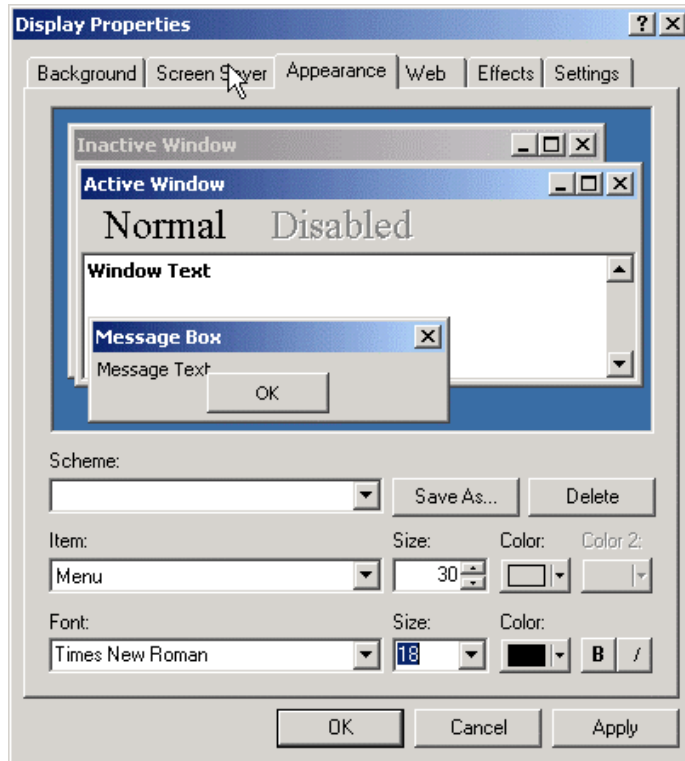 Display Properties
Background Screen Saver Appearance Web Effects Settings
Inactive Window
Active Window
Normal Disabled
Window Text
Message Box
Message Text
OK
Scheme:
Save As... Delete
Item: Size: Color: Color 2:
Menu 30
Font: Size: Color:
Times New Roman 18 B /
OK Cancel Apply